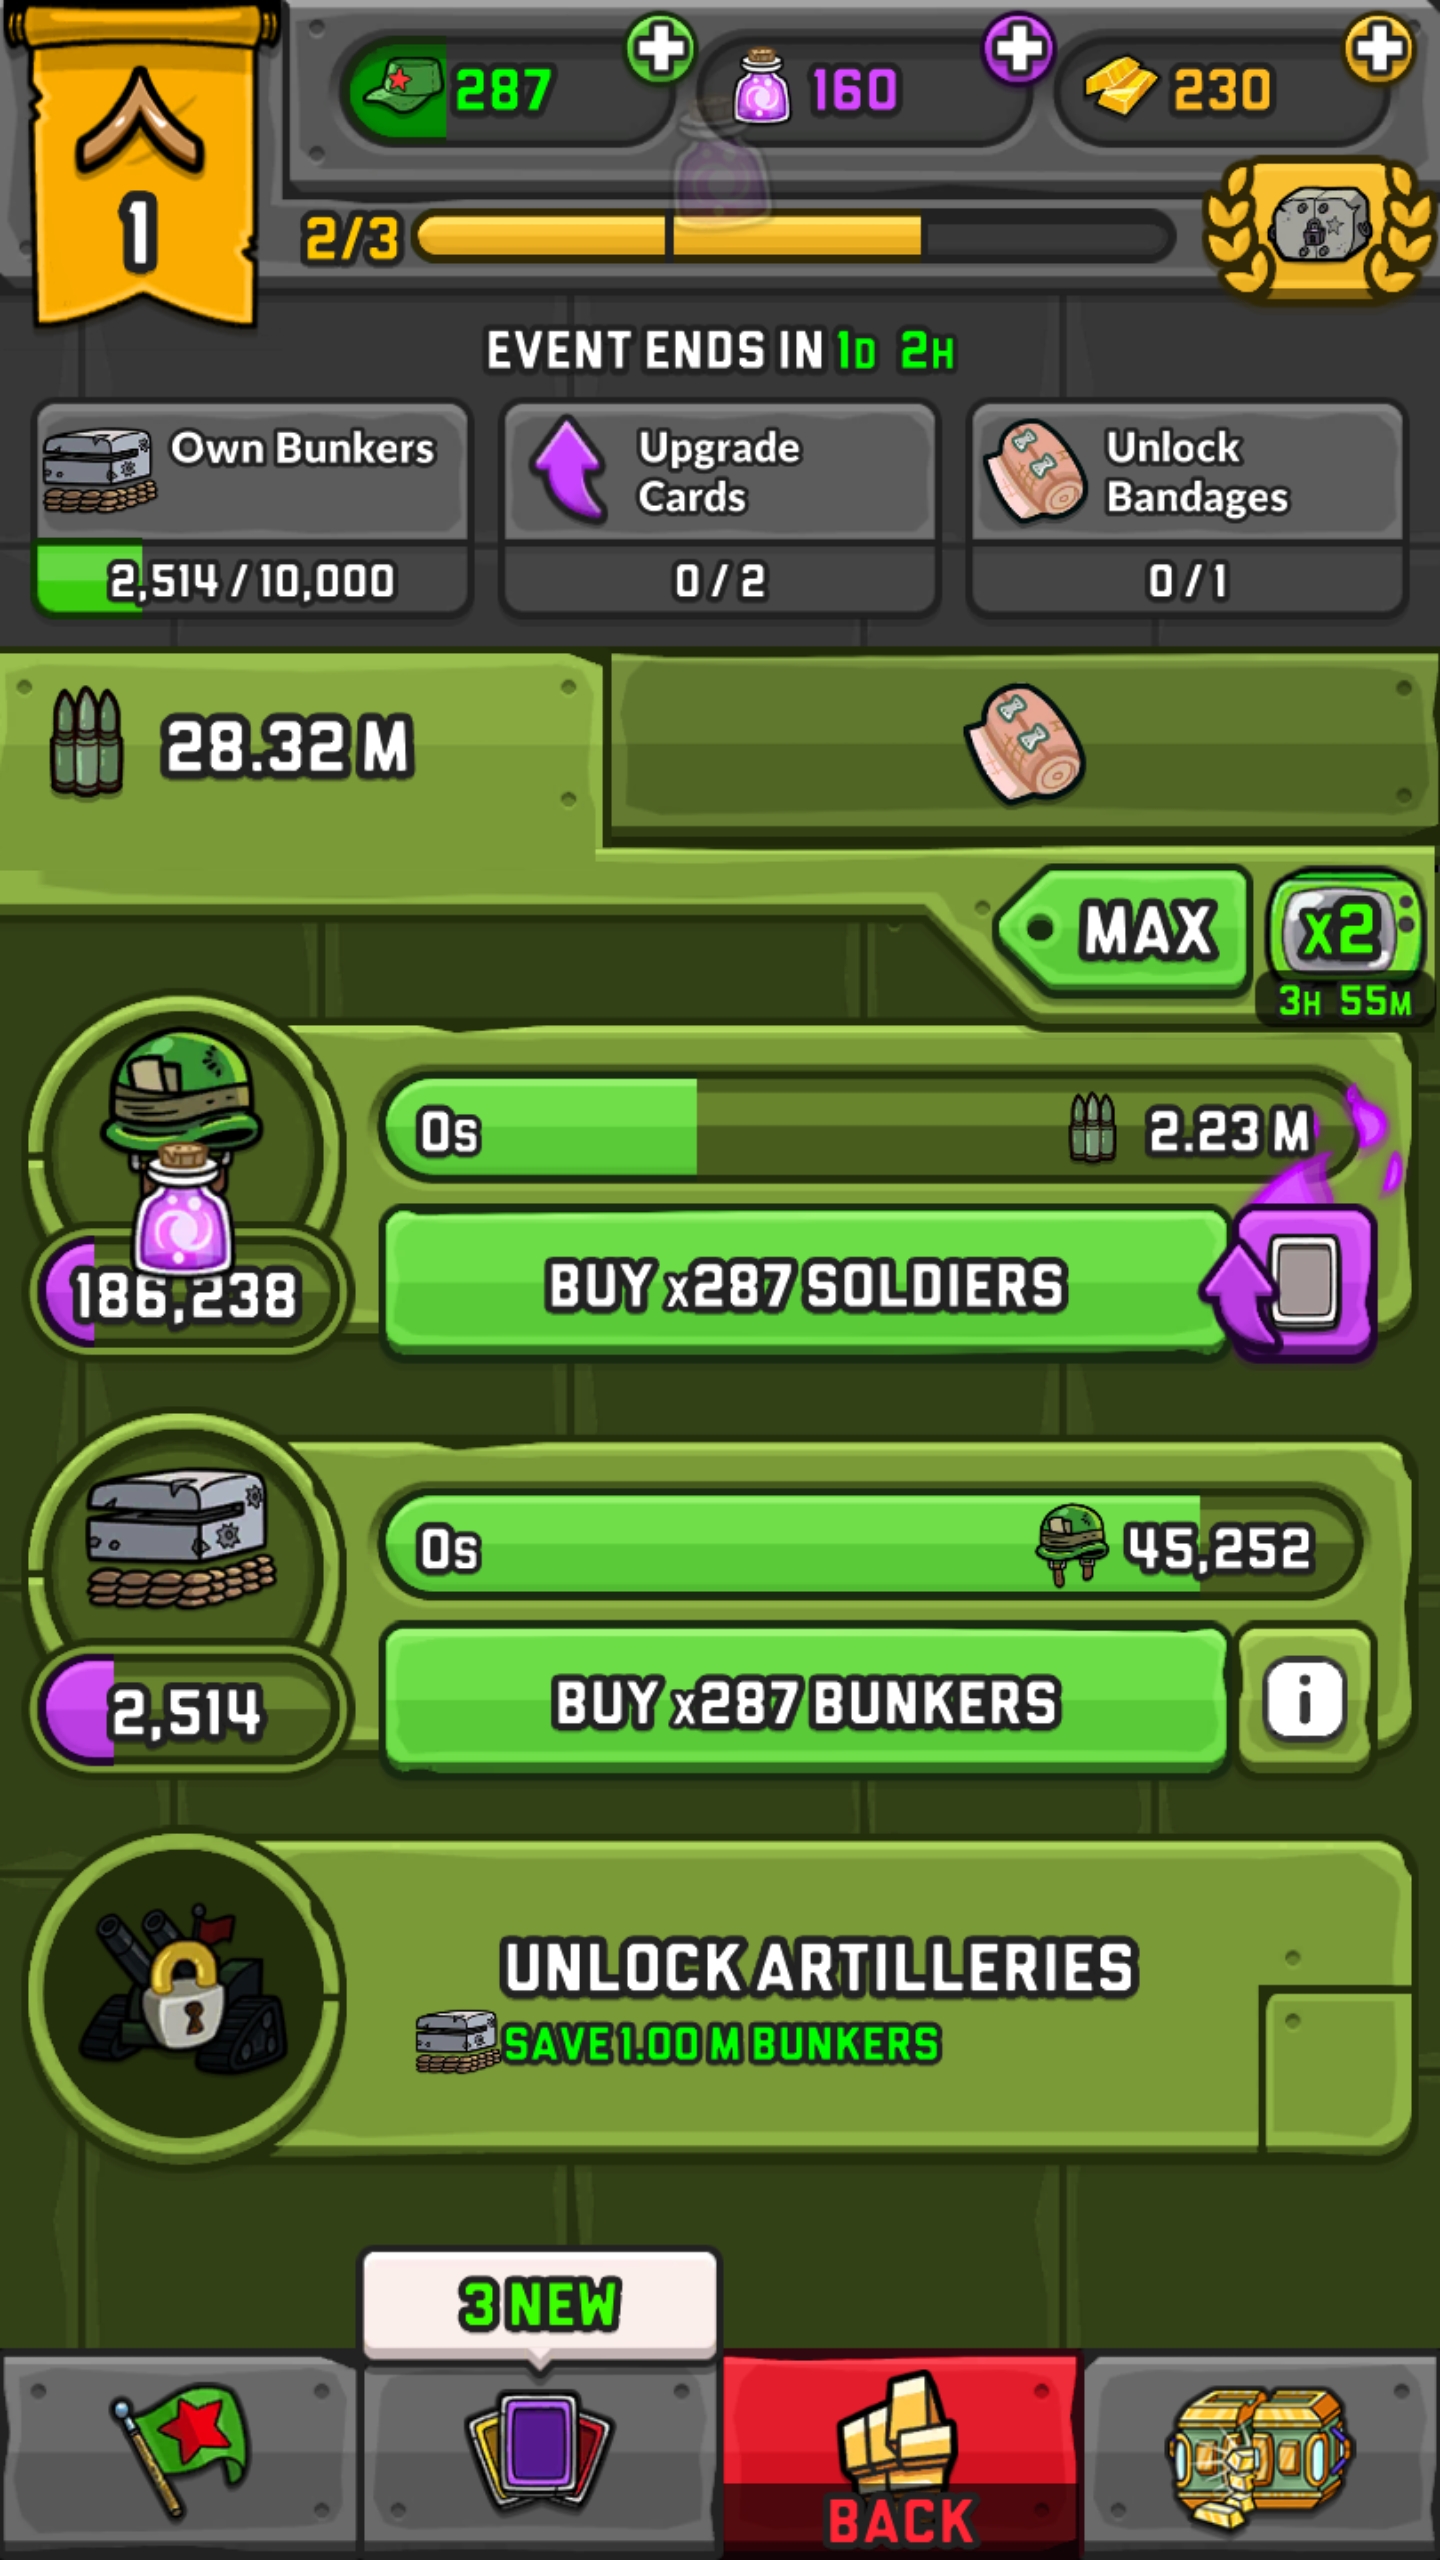 287
160
230
1
2/3
EVENT ENDS IN 1D 2H
Own Bunkers
2,514 / 10,000
Upgrade
Cards
0 / 2
Unlock
Bandages
0 / 1
28.32 M
MAX
x2
3H 55M
0s
2.23 M
186,238
BUY x287 SOLDIERS
0s
45,252
2,514
BUY x287 BUNKERS
i
UNLOCK ARTILLERIES
SAVE 1.00 M BUNKERS
3 NEW
BACK